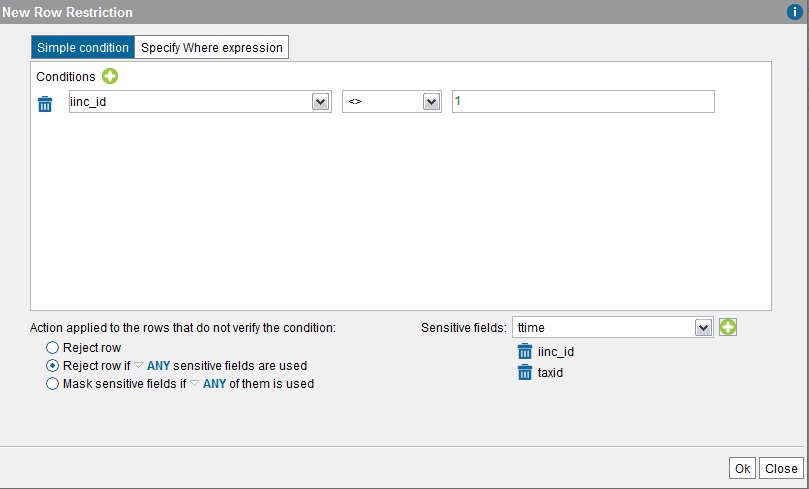 New Row Restriction
Simple condition Specify Where expression
Conditions
iinc_id <> 1
Action applied to the rows that do not verify the condition:
Reject row
Reject row if ANY sensitive fields are used
Mask sensitive fields if ANY of them is used
Sensitive fields: ttime
iinc_id
taxid
Ok Close